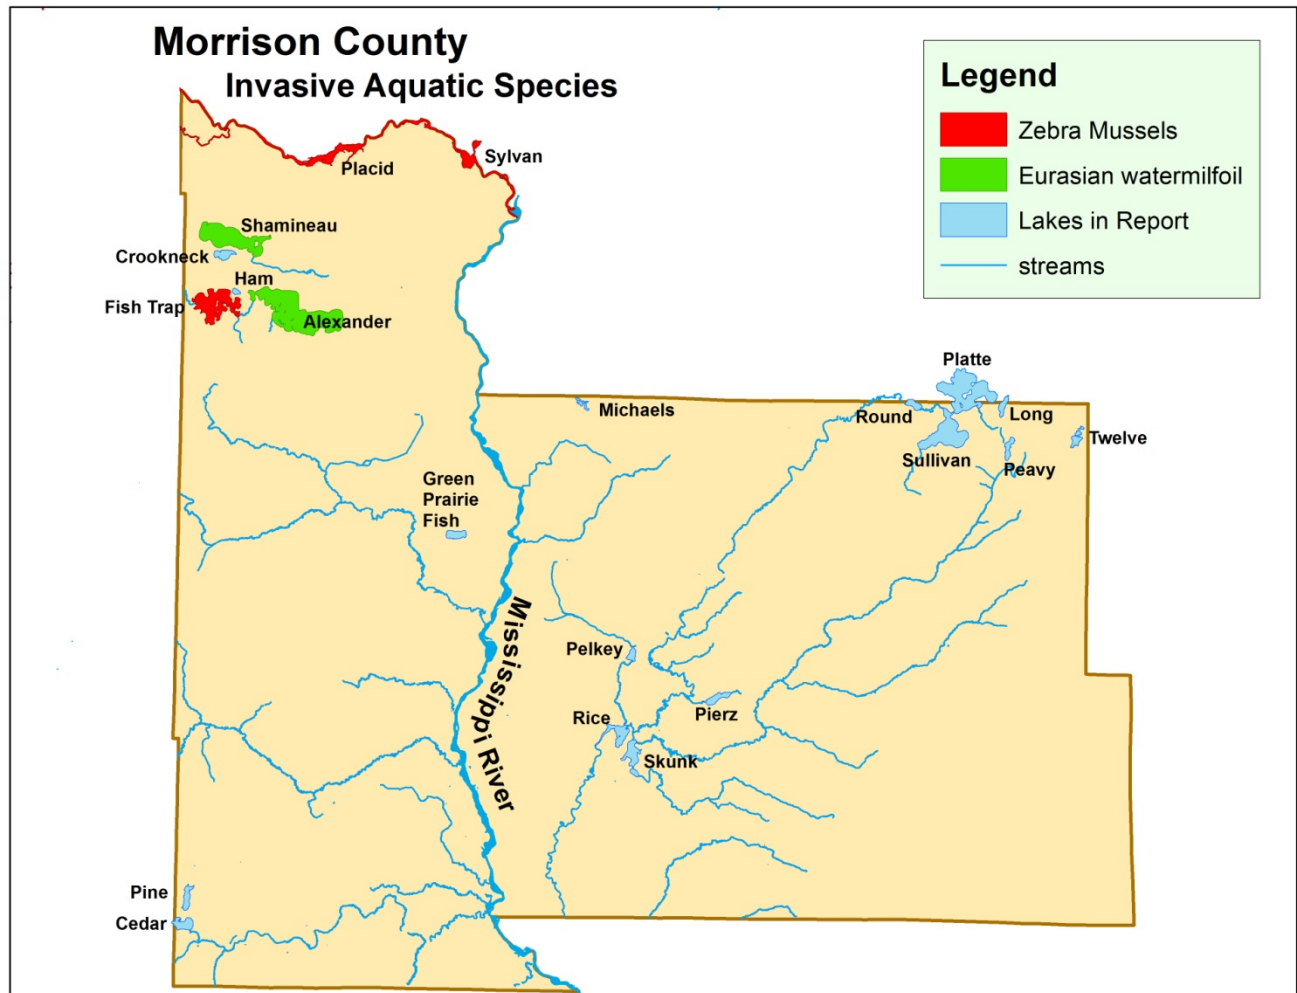 Morrison County
Invasive Aquatic Species
Legend
Zebra Mussels
Eurasian watermilfoil
Lakes in Report
streams
Placid
Sylvan
Shamineau
Crookneck
Ham
Fish Trap
Alexander
Platte
Michaels
Round
Long
Twelve
Sullivan
Peavy
Green
Prairie
Fish
Mississippi River
Pelkey
Rice
Pierz
Skunk
Pine
Cedar